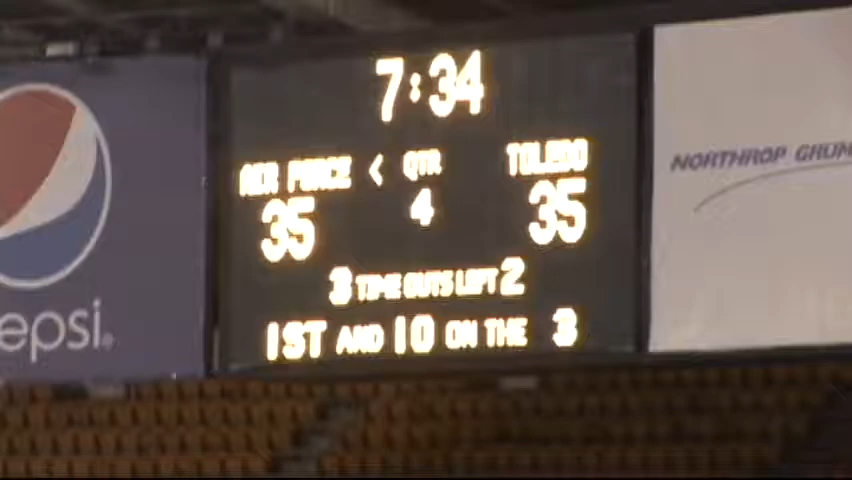 7:34
AIR FORCE < QTR TOLEDO
35 4 35
3 TIME OUTS LEFT 2
1ST AND 10 ON THE 3
epsi
NORTHROP GRUM